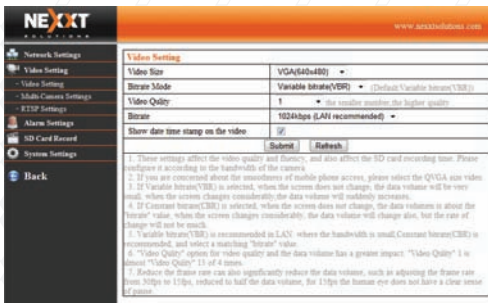 NEXXT
SOLUTIONS
www.nexxtsolutions.com
Network Settings
Video Setting
- Video Setting
- Multi-Camera Settings
- RTSP Settings
Alarm Settings
SD Card Record
System Settings
Back
Video Setting
Video Size VGA(640x480)
Bitrate Mode Variable bitrate(VBR) (Default:Variable bitrate(VBR))
Video Qulity 1 the smaller number,the higher quality
Bitrate 1024kbps (LAN recommended)
Show date time stamp on the video
Submit Refresh
1. These settings affect the video quality and fluency, and also affect the SD card recording time. Please
configure it according to the bandwidth of the camera.
2. If you are concerned about the smoothness of mobile phone access, please select the QVGA size video.
3. If Variable bitrate(VBR) is selected, when the screen does not change, the data volume will be very
small, when the screen changes considerably,the data volume will suddenly increases.
4. If Constant bitrate(CBR) is selected, when the screen does not change, the data volumen is about the
"bitrate" value, when the screen changes considerably, the data volume will change also, but the rate of
change will not be much.
5. Variable bitrate(VBR) is recommended in LAN, where the bandwidth is small,Constant bitrate(CBR) is
recommended, and select a matching "bitrate" value.
6. "Video Qulity" option for video quality and the data volume has a greater impact. "Video Qulity" 1 is
almost "Video Qulity" 15 of 4 times.
7. Reduce the frame rate can also significantly reduce the data volume, such as adjusting the frame rate
from 30fps to 15fps, reduced to half the data volume, for 15fps the human eye does not have a clear sense
of pause.